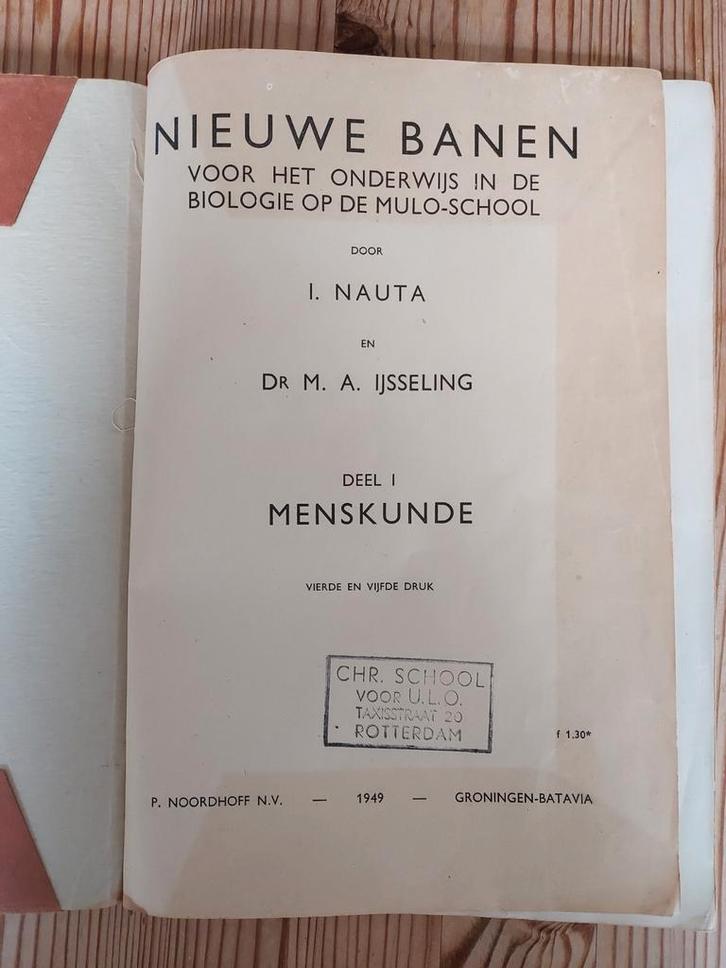 NIEUWE BANEN
VOOR HET ONDERWIJS IN DE
BIOLOGIE OP DE MULO-SCHOOL
DOOR
I. NAUTA
EN
DR M. A. IJSSELING
DEEL I
MENSKUNDE
VIERDE EN VIJFDE DRUK
CHR. SCHOOL
VOOR U.L.O.
TAXISSTRAAT 20
ROTTERDAM
f 1.30*
P. NOORDHOFF N.V. — 1949 — GRONINGEN-BATAVIA